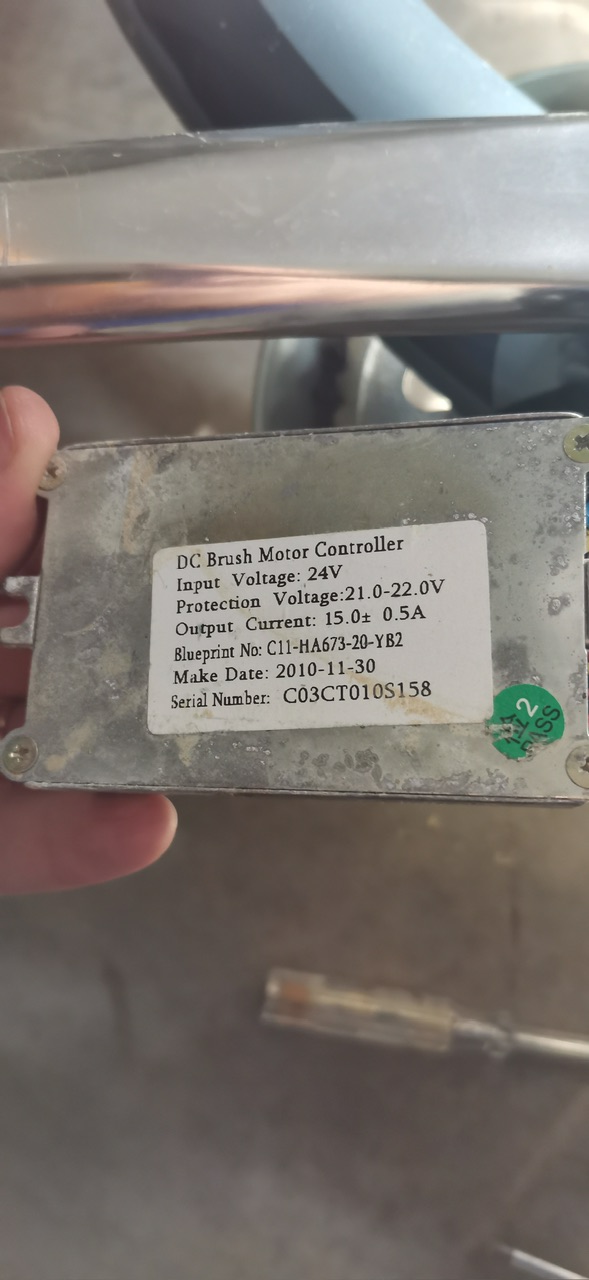 DC Brush Motor Controller
Input Voltage: 24V
Protection Voltage:21.0-22.0V
Output Current: 15.0± 0.5A
Blueprint No: C11-HA673-20-YB2
Make Date: 2010-11-30
Serial Number: C03CT010S158
2
PASS